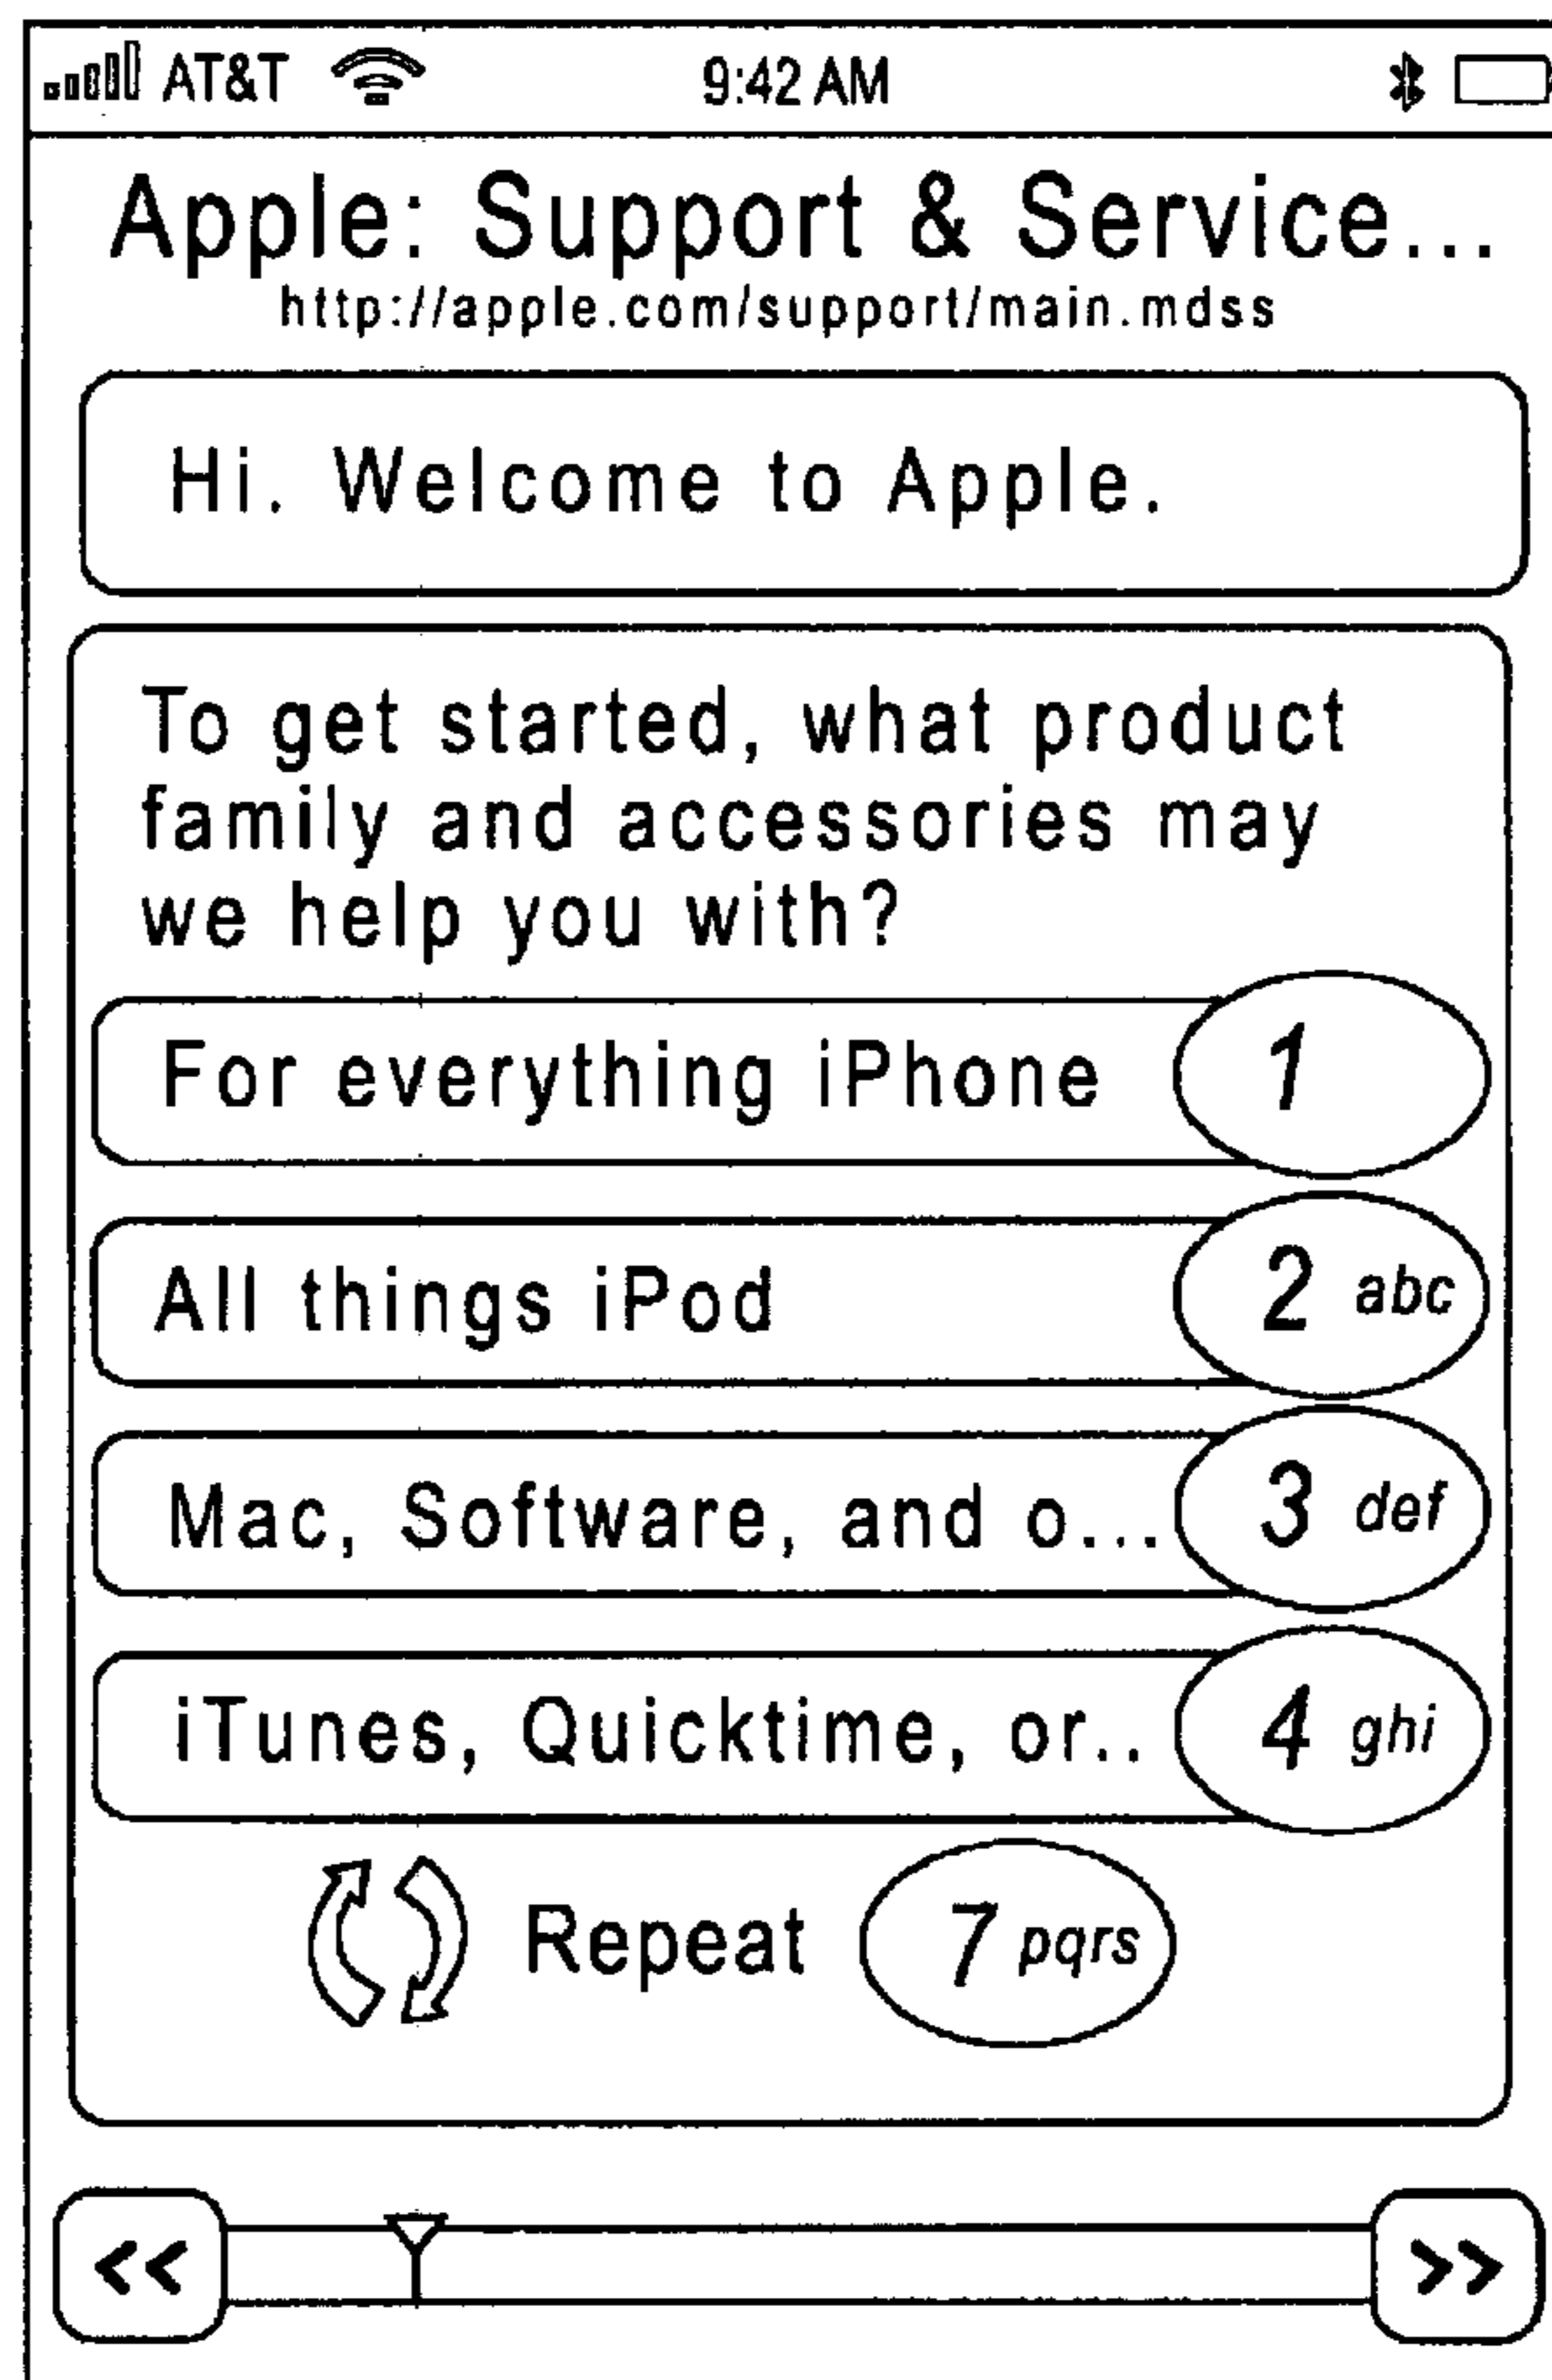 AT&T 9:42 AM
Apple: Support & Service...
http://apple.com/support/main.mdss
Hi. Welcome to Apple.
To get started, what product
family and accessories may
we help you with?
For everything iPhone 1
All things iPod 2 abc
Mac, Software, and o... 3 def
iTunes, Quicktime, or.. 4 ghi
Repeat 7 pqrs
<< >>